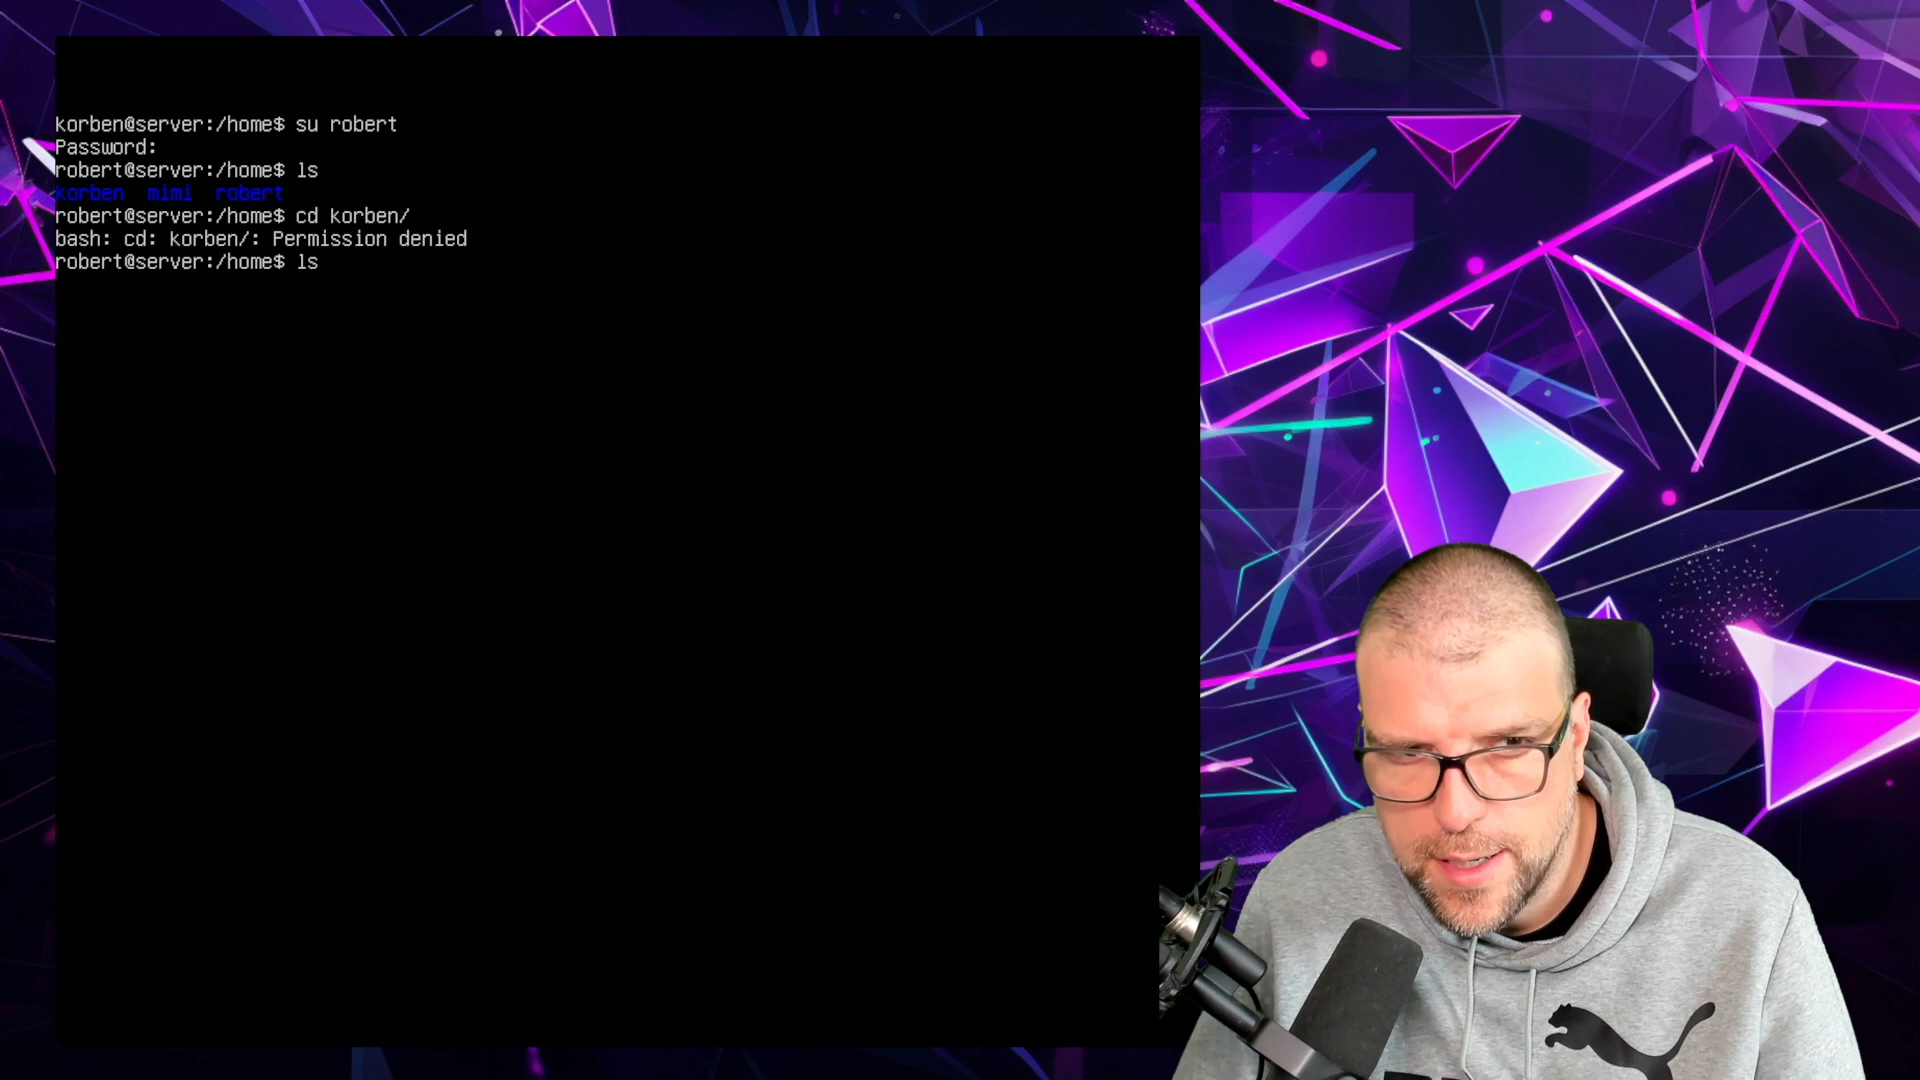 korben@server:/home$ su robert
Password:
robert@server:/home$ ls
korben  mimi  robert
robert@server:/home$ cd korben/
bash: cd: korben/: Permission denied
robert@server:/home$ ls